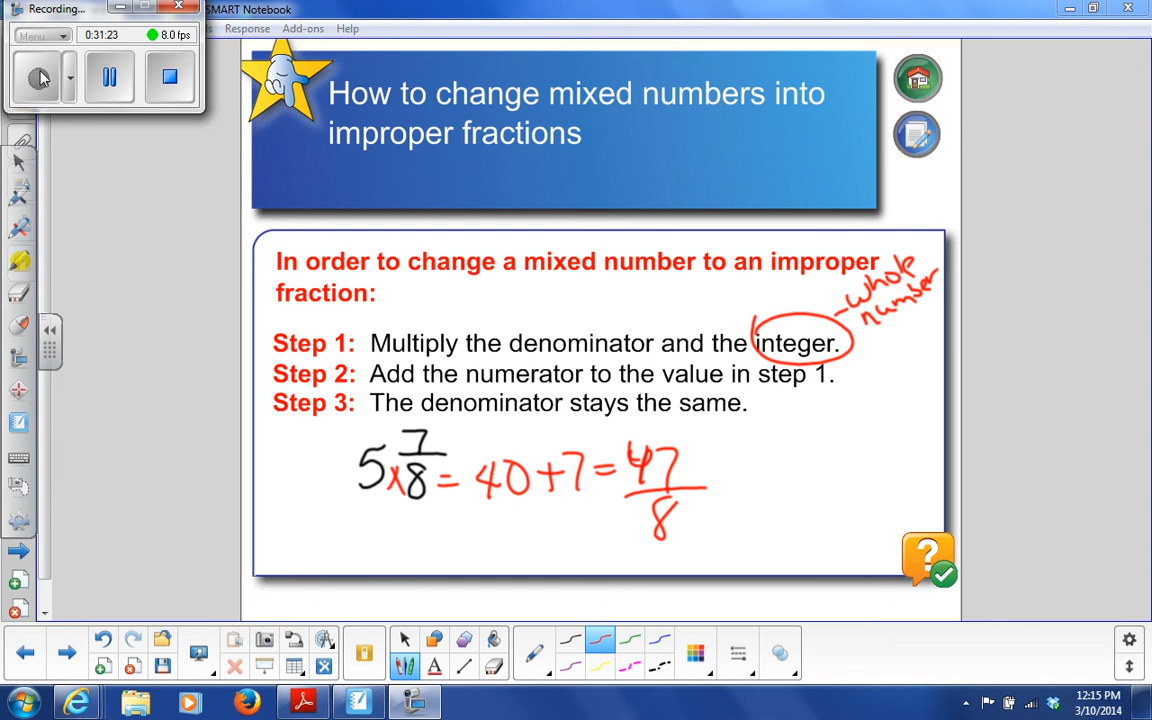 Recording...
SMART Notebook
Menu
0:31:23
8.0 fps
Response Add-ons Help
How to change mixed numbers into
improper fractions
In order to change a mixed number to an improper
fraction:
whole
number
Step 1: Multiply the denominator and the integer.
Step 2: Add the numerator to the value in step 1.
Step 3: The denominator stays the same.
5 7/8 × = 40+7 = 47/8
12:15 PM
3/10/2014